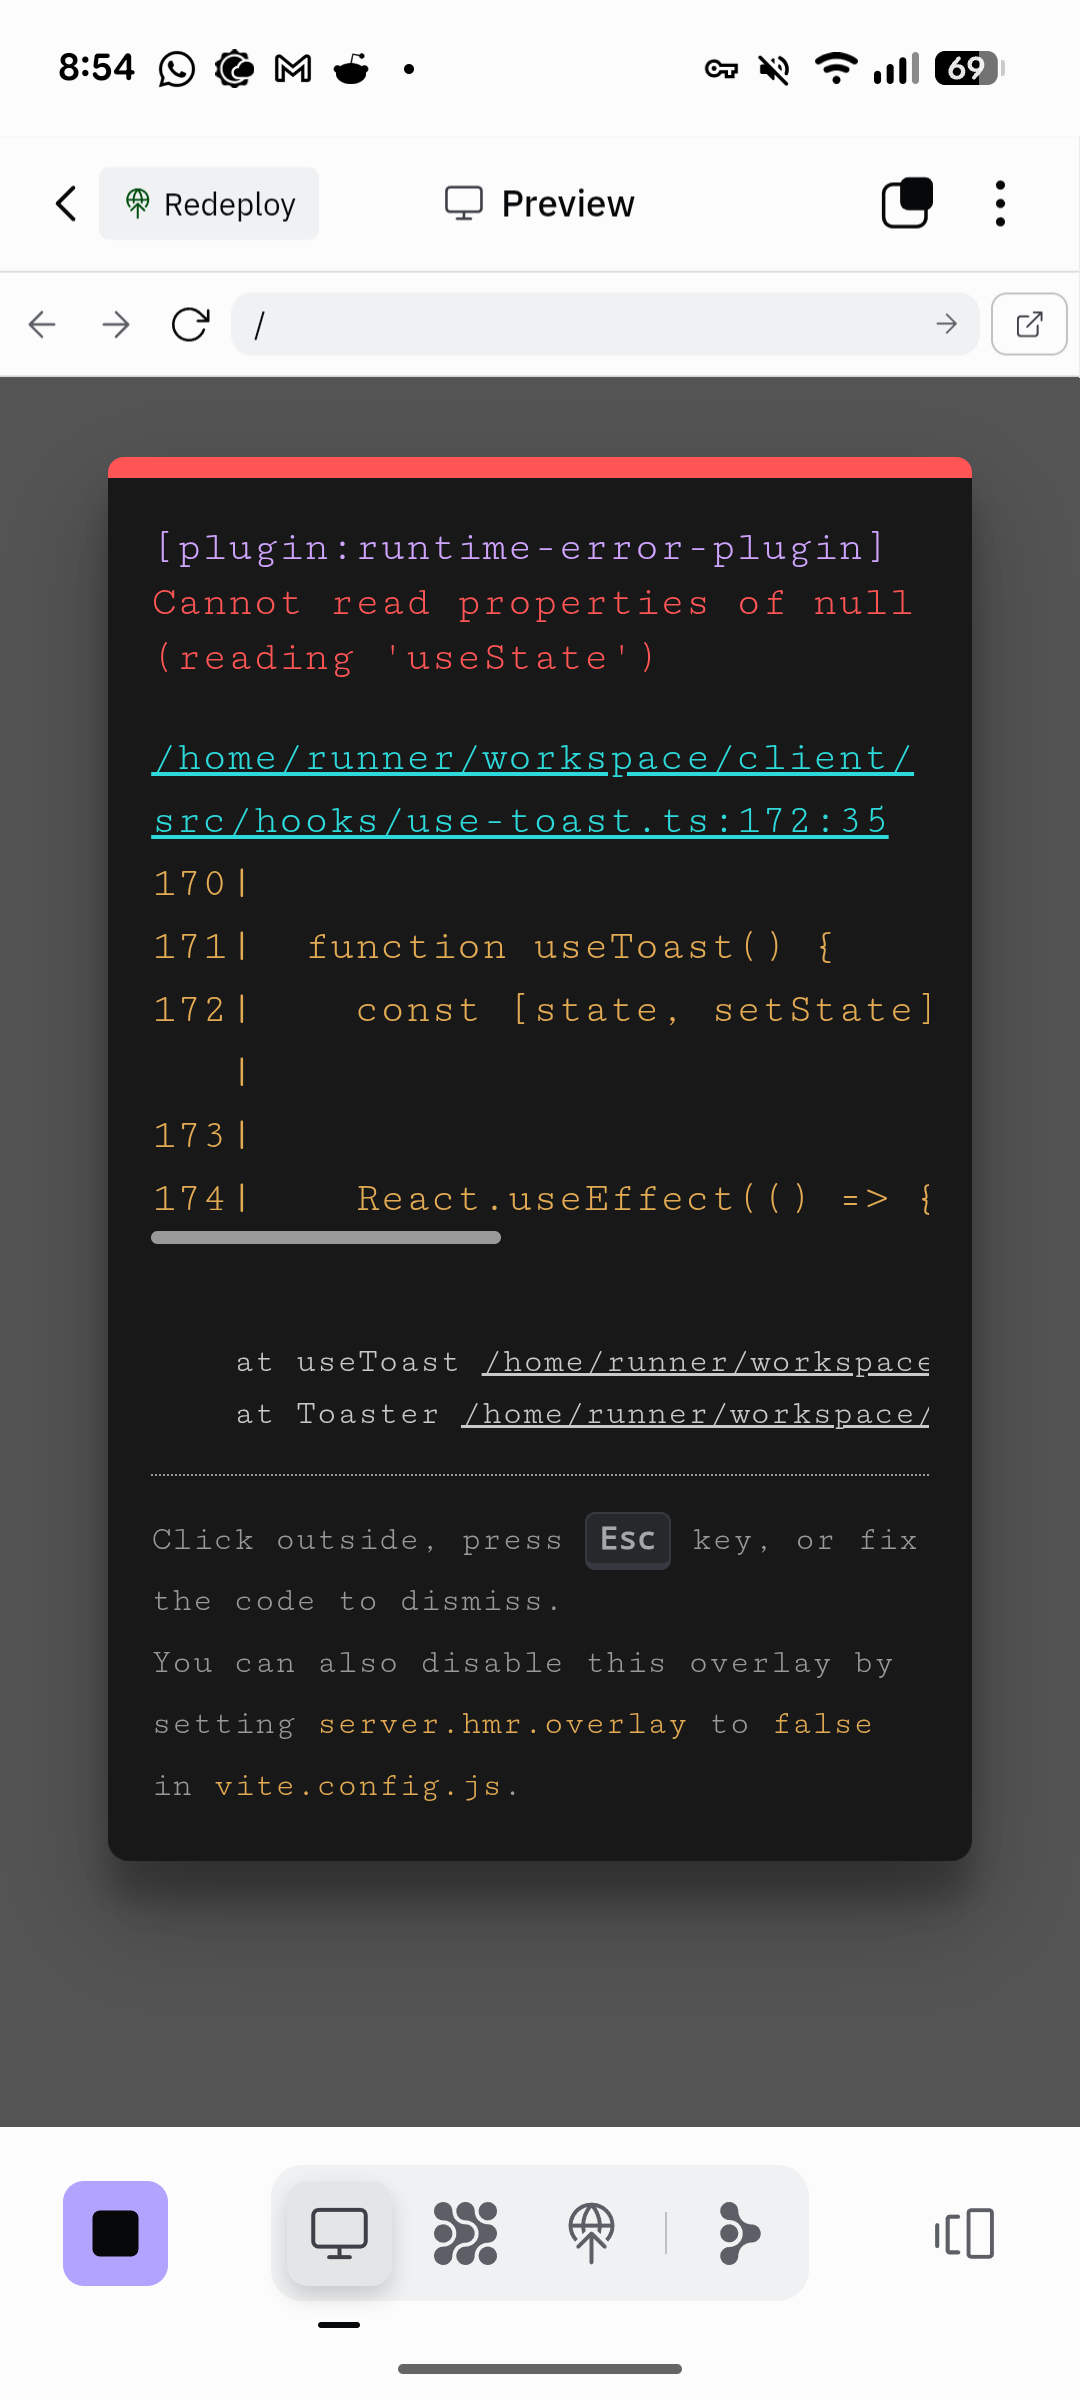 8:54
69
Redeploy
Preview
/
[plugin:runtime-error-plugin]
Cannot read properties of null
(reading 'useState')
/home/runner/workspace/client/
src/hooks/use-toast.ts:172:35
170|
171|  function useToast() {
172|    const [state, setState]
|
173|
174|    React.useEffect(() => {
at useToast /home/runner/workspace
at Toaster /home/runner/workspace/
Click outside, press Esc key, or fix
the code to dismiss.
You can also disable this overlay by
setting server.hmr.overlay to false
in vite.config.js.